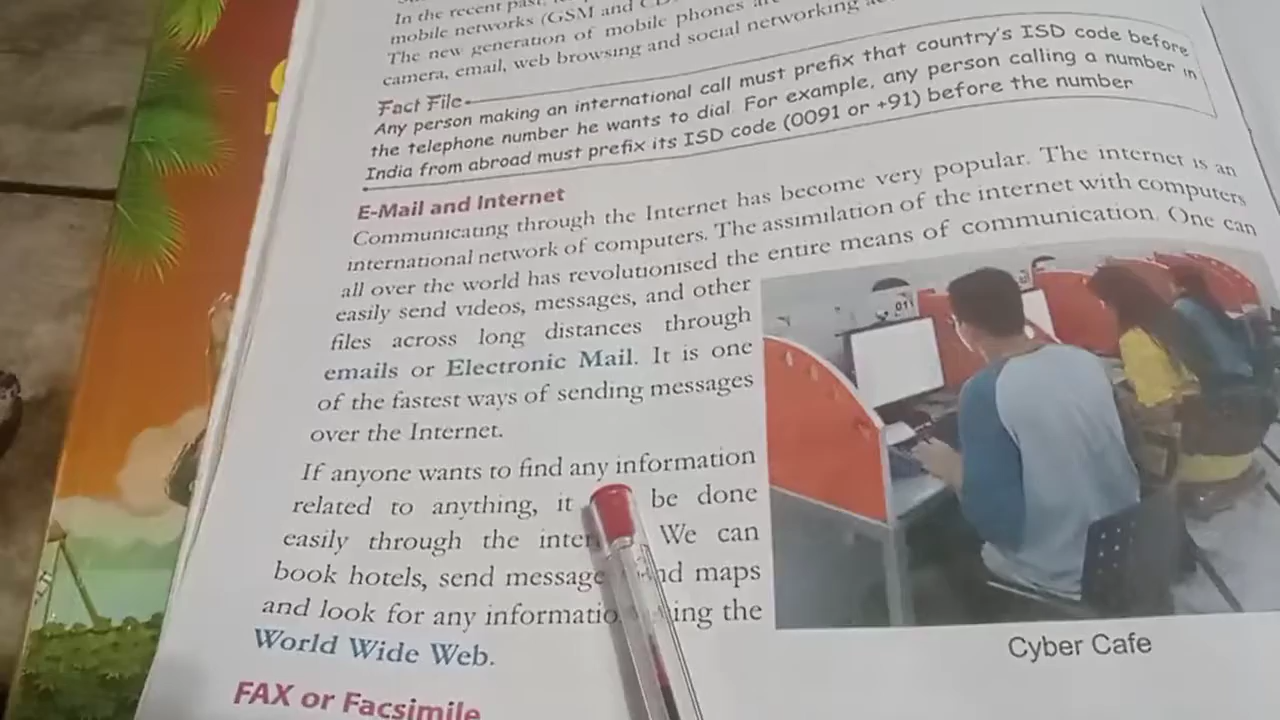 In the recent past,
mobile networks (GSM and
The new generation of mobile phones
camera, email, web browsing and social networking
Fact File
Any person making an international call must prefix that country's ISD code before
the telephone number he wants to dial. For example, any person calling a number in
India from abroad must prefix its ISD code (0091 or +91) before the number
E-Mail and Internet
Communicating through the Internet has become very popular. The internet is an
international network of computers. The assimilation of the internet with computers
all over the world has revolutionised the entire means of communication. One can
easily send videos, messages, and other
files across long distances through
emails or Electronic Mail. It is one
of the fastest ways of sending messages
over the Internet.
If anyone wants to find any information
related to anything, it be done
easily through the We can
book hotels, send maps
and look for any the
World Wide Web.
FAX or Facsimile
01
Cyber Cafe